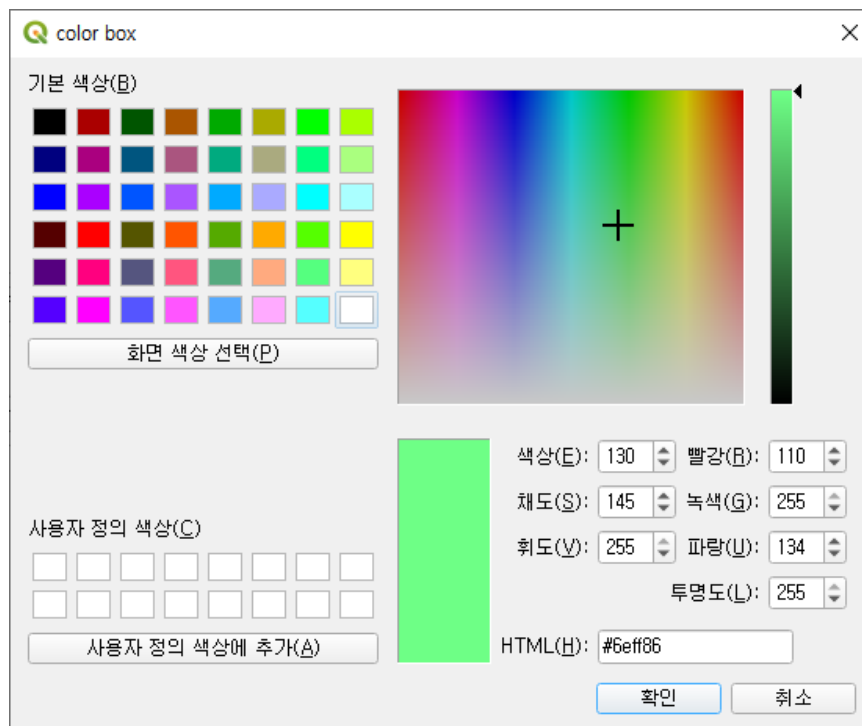 color box
기본 색상(B)
화면 색상 선택(P)
사용자 정의 색상(C)
사용자 정의 색상에 추가(A)
색상(E): 130 빨강(R): 110
채도(S): 145 녹색(G): 255
휘도(V): 255 파랑(U): 134
투명도(L): 255
HTML(H): #6eff86
확인 취소